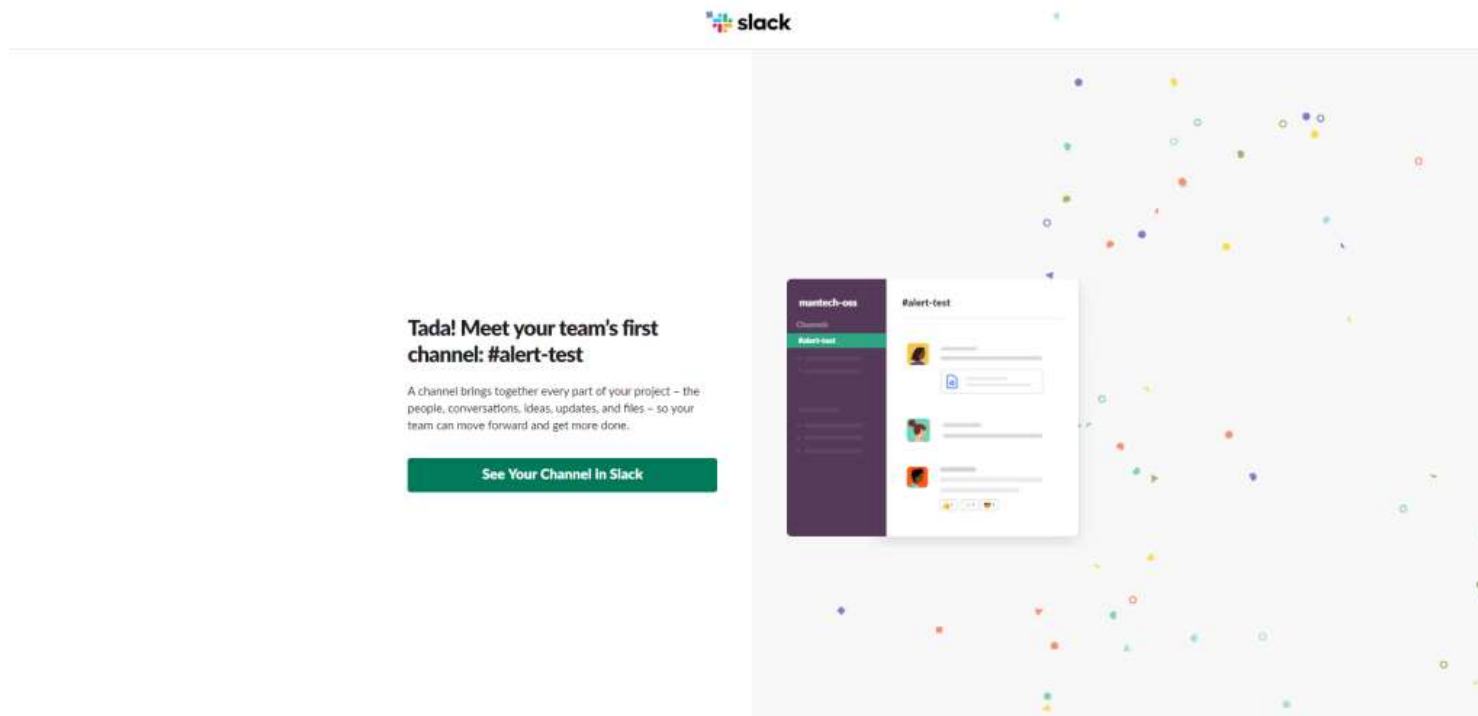 slack
Tada! Meet your team's first
channel: #alert-test
A channel brings together every part of your project – the
people, conversations, ideas, updates, and files – so your
team can move forward and get more done.
See Your Channel in Slack
mantech-oss
Channels
#alert-test
#alert-test